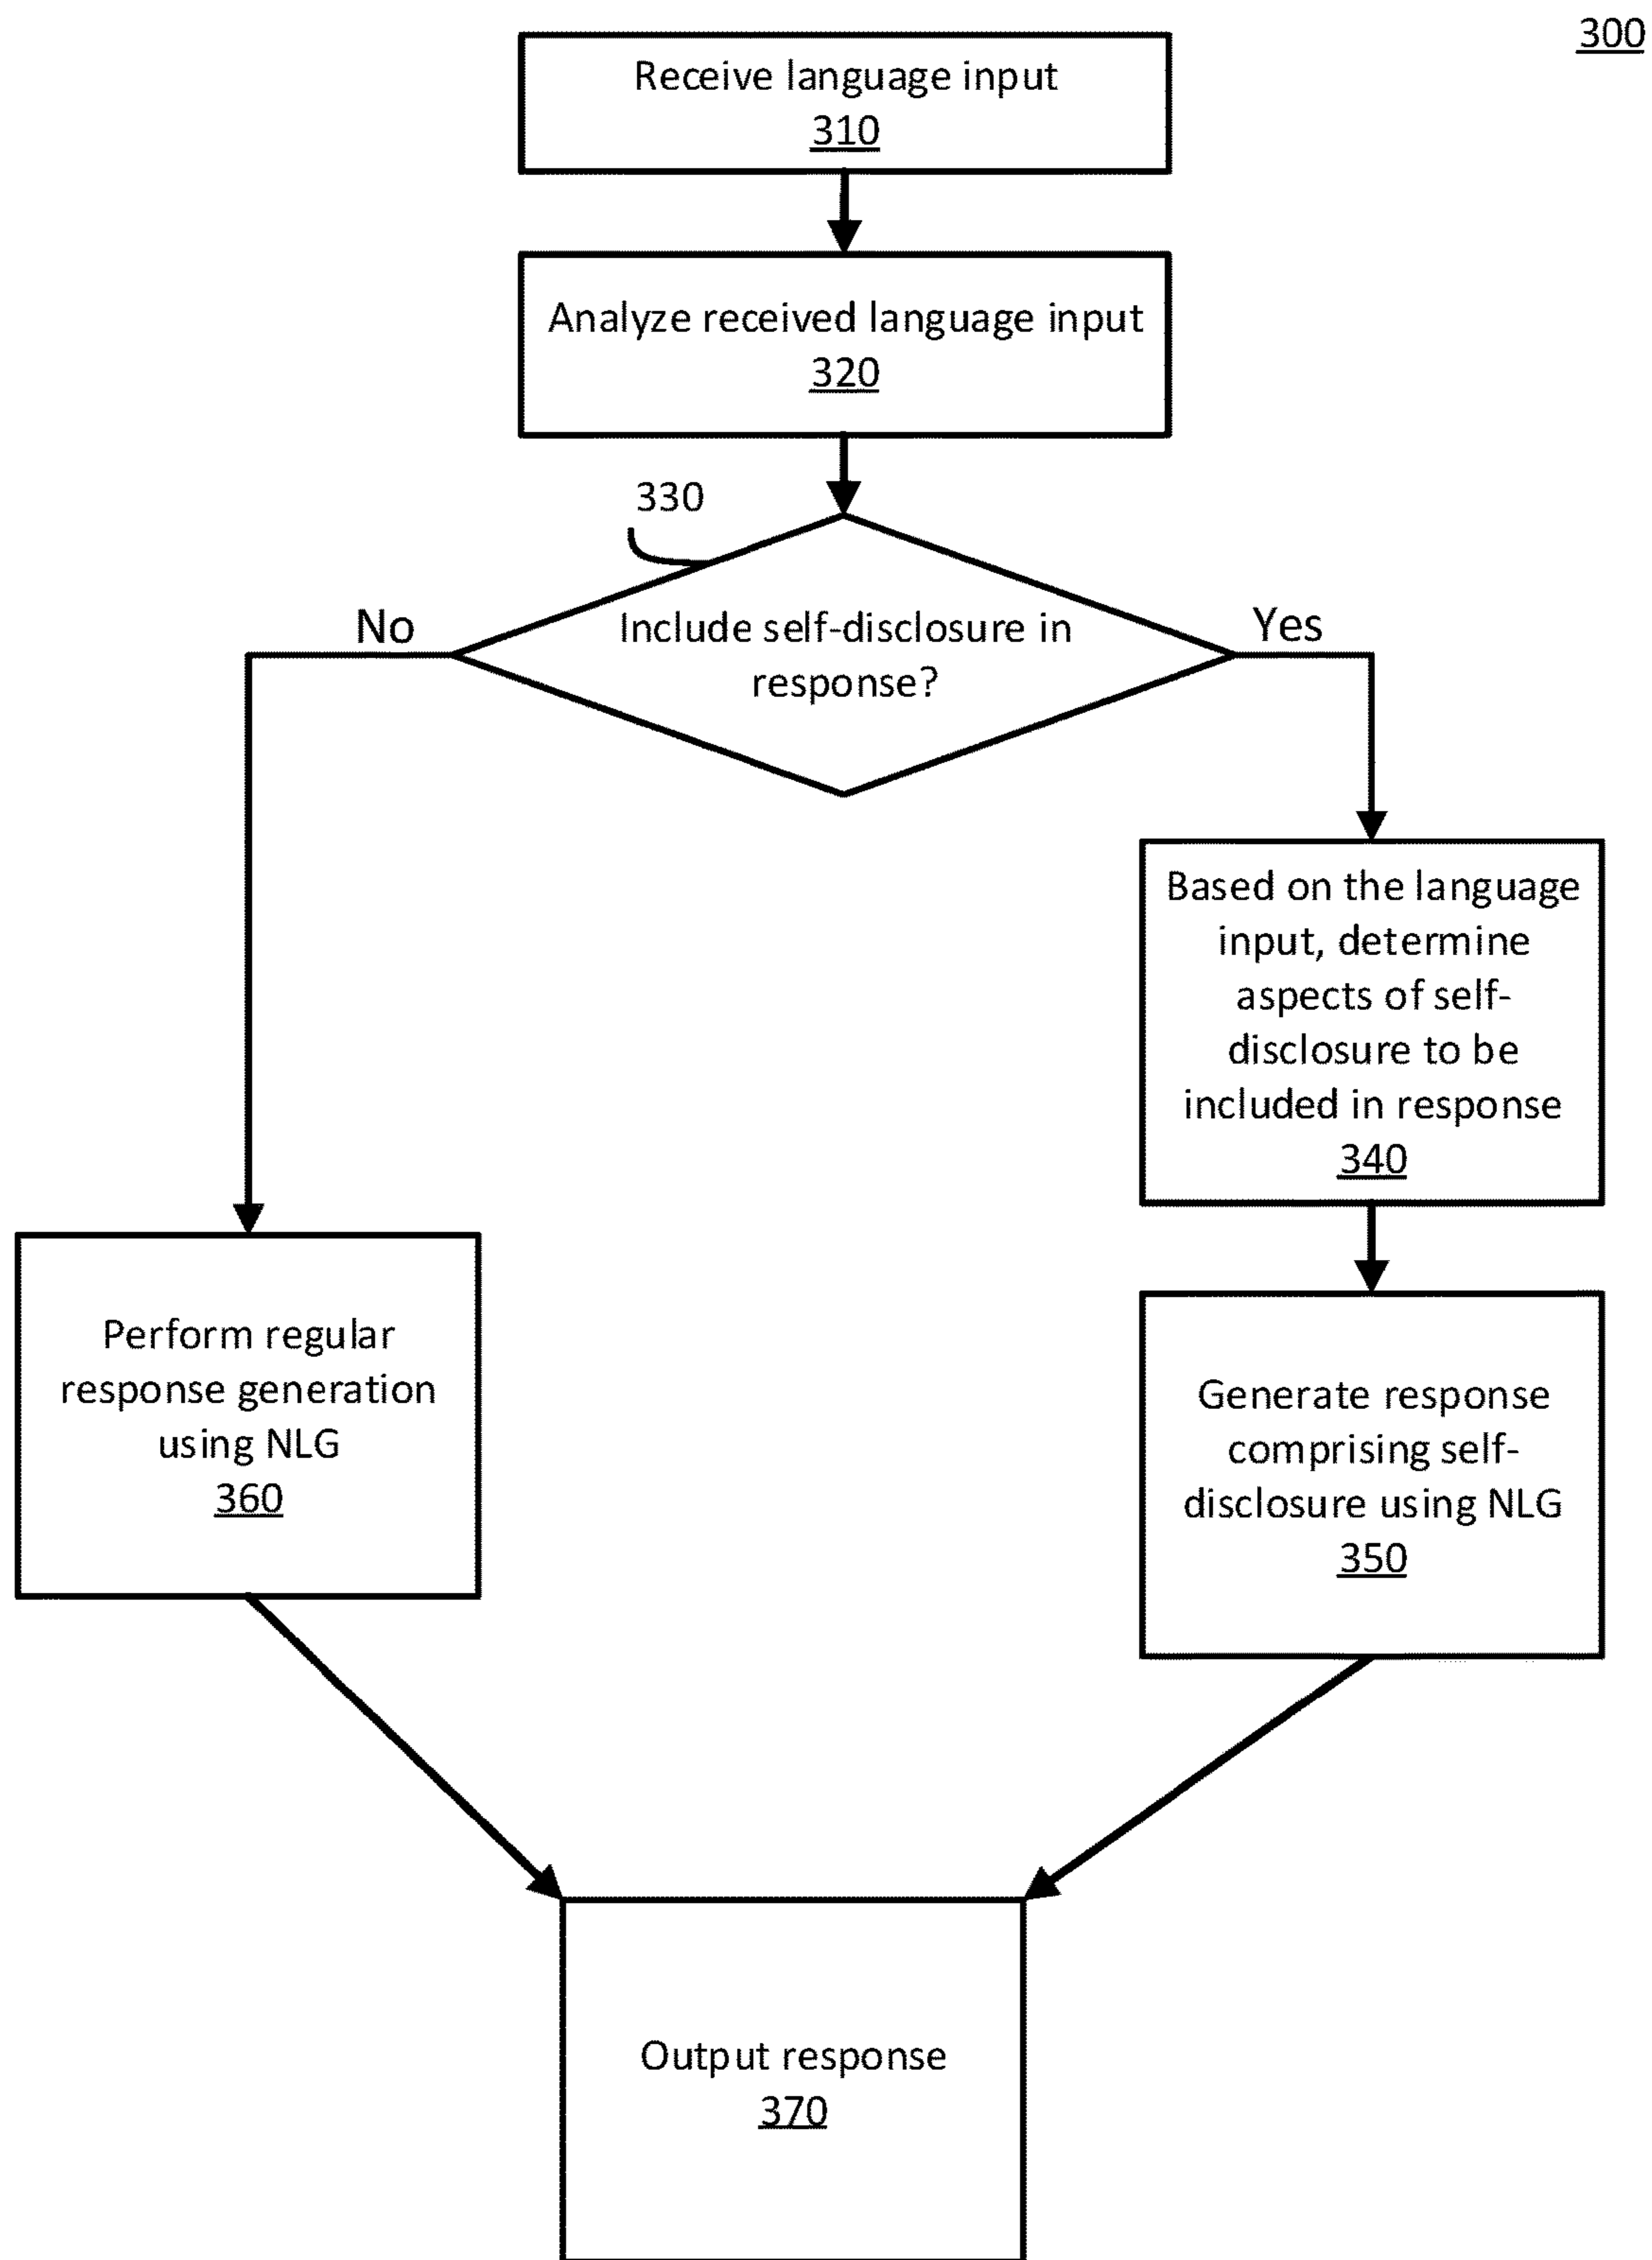 300
Receive language input
310
Analyze received language input
320
330
No
Include self-disclosure in
response?
Yes
Based on the language
input, determine
aspects of self-
disclosure to be
included in response
340
Perform regular
response generation
using NLG
360
Generate response
comprising self-
disclosure using NLG
350
Output response
370